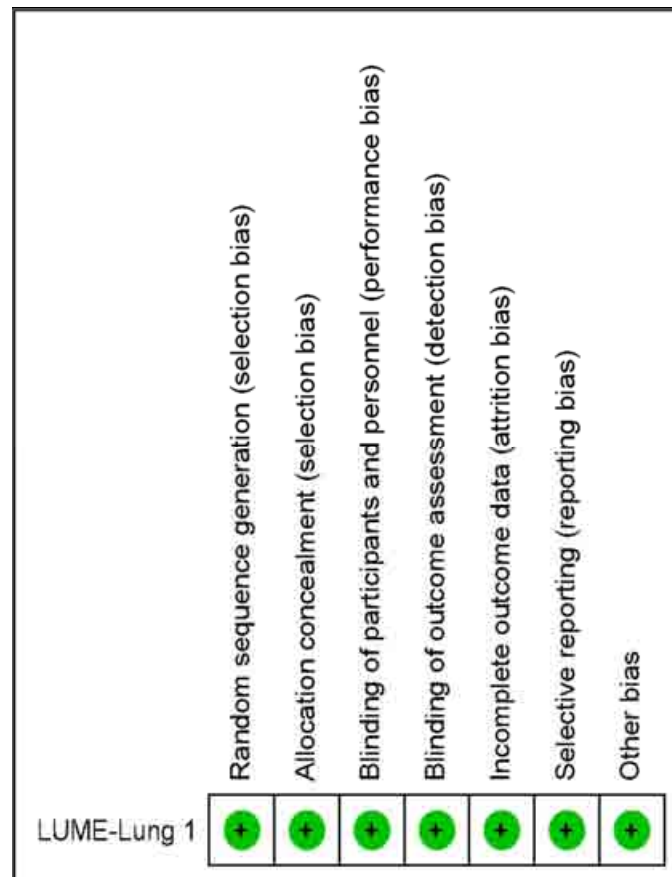 Random sequence generation (selection bias)
Allocation concealment (selection bias)
Blinding of participants and personnel (performance bias)
Blinding of outcome assessment (detection bias)
Incomplete outcome data (attrition bias)
Selective reporting (reporting bias)
Other bias
LUME-Lung 1 + + + + + + +